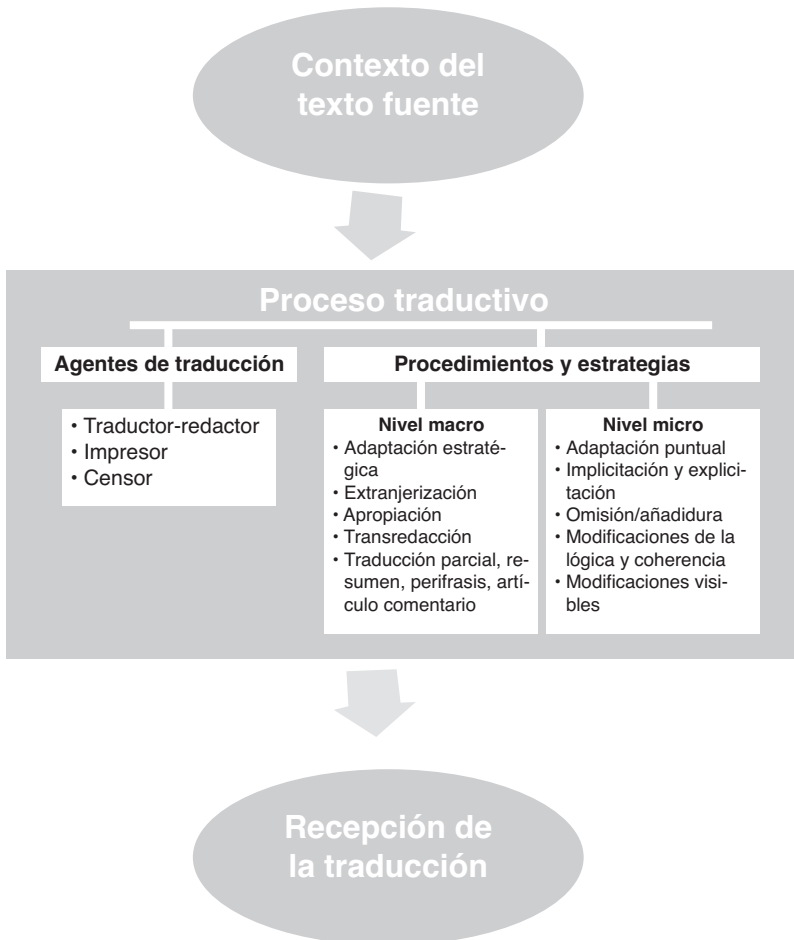 Contexto del
texto fuente
Proceso traductivo
Agentes de traducción
• Traductor-redactor
• Impresor
• Censor
Procedimientos y estrategias
Nivel macro
• Adaptación estraté-
gica
• Extranjerización
• Apropiación
• Transredacción
• Traducción parcial, re-
sumen, perifrasis, artí-
culo comentario
Nivel micro
• Adaptación puntual
• Implicitación y explici-
tación
• Omisión/añadidura
• Modificaciones de la
lógica y coherencia
• Modificaciones visi-
bles
Recepción de
la traducción